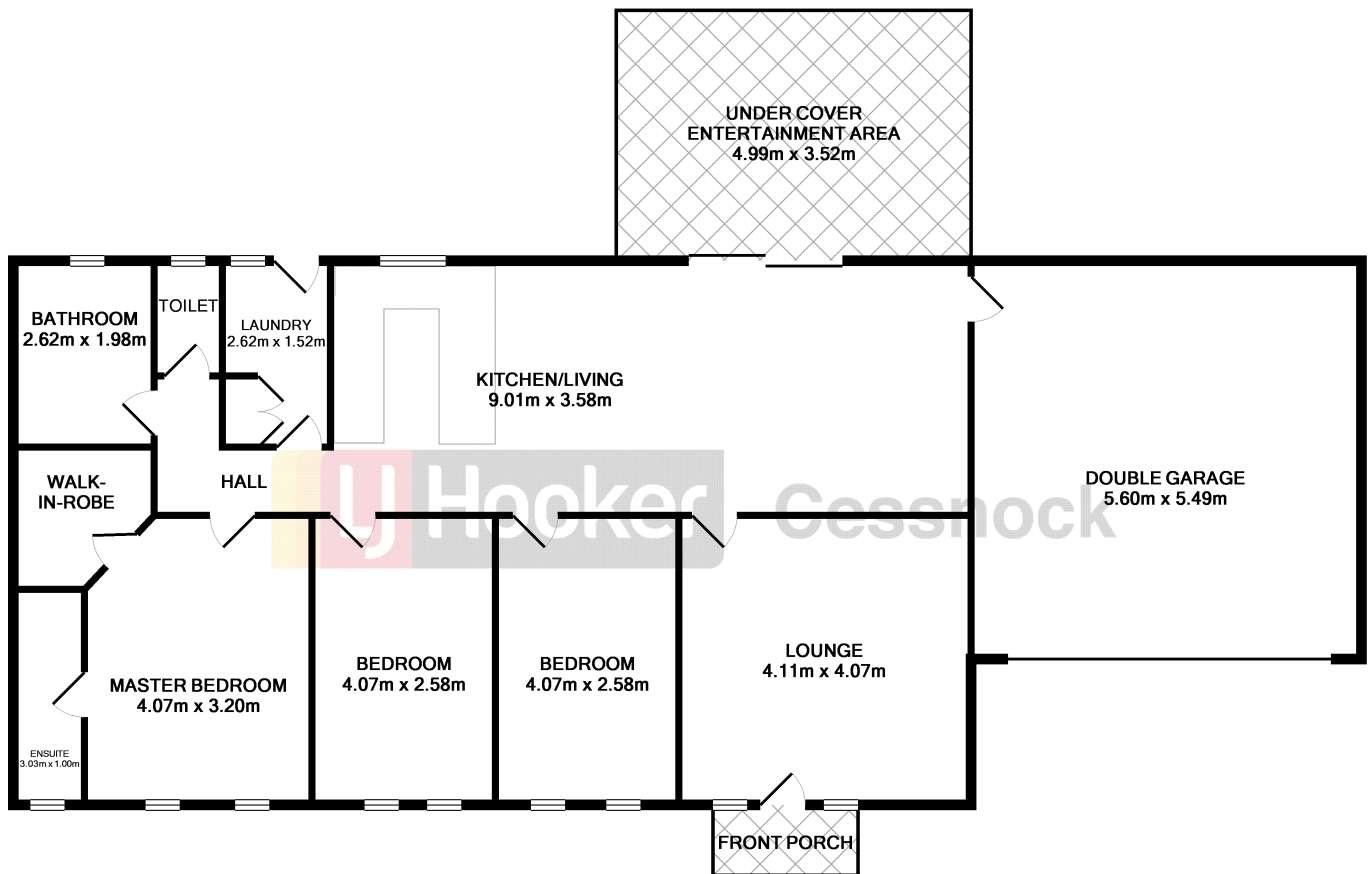 UNDER COVER
ENTERTAINMENT AREA
4.99m x 3.52m
BATHROOM
2.62m x 1.98m
TOILET
LAUNDRY
2.62m x 1.52m
KITCHEN/LIVING
9.01m x 3.58m
WALK-
IN-ROBE
HALL
DOUBLE GARAGE
5.60m x 5.49m
LJ Hooker Cessnock
MASTER BEDROOM
4.07m x 3.20m
BEDROOM
4.07m x 2.58m
BEDROOM
4.07m x 2.58m
LOUNGE
4.11m x 4.07m
ENSUITE
3.03m x 1.00m
FRONT PORCH